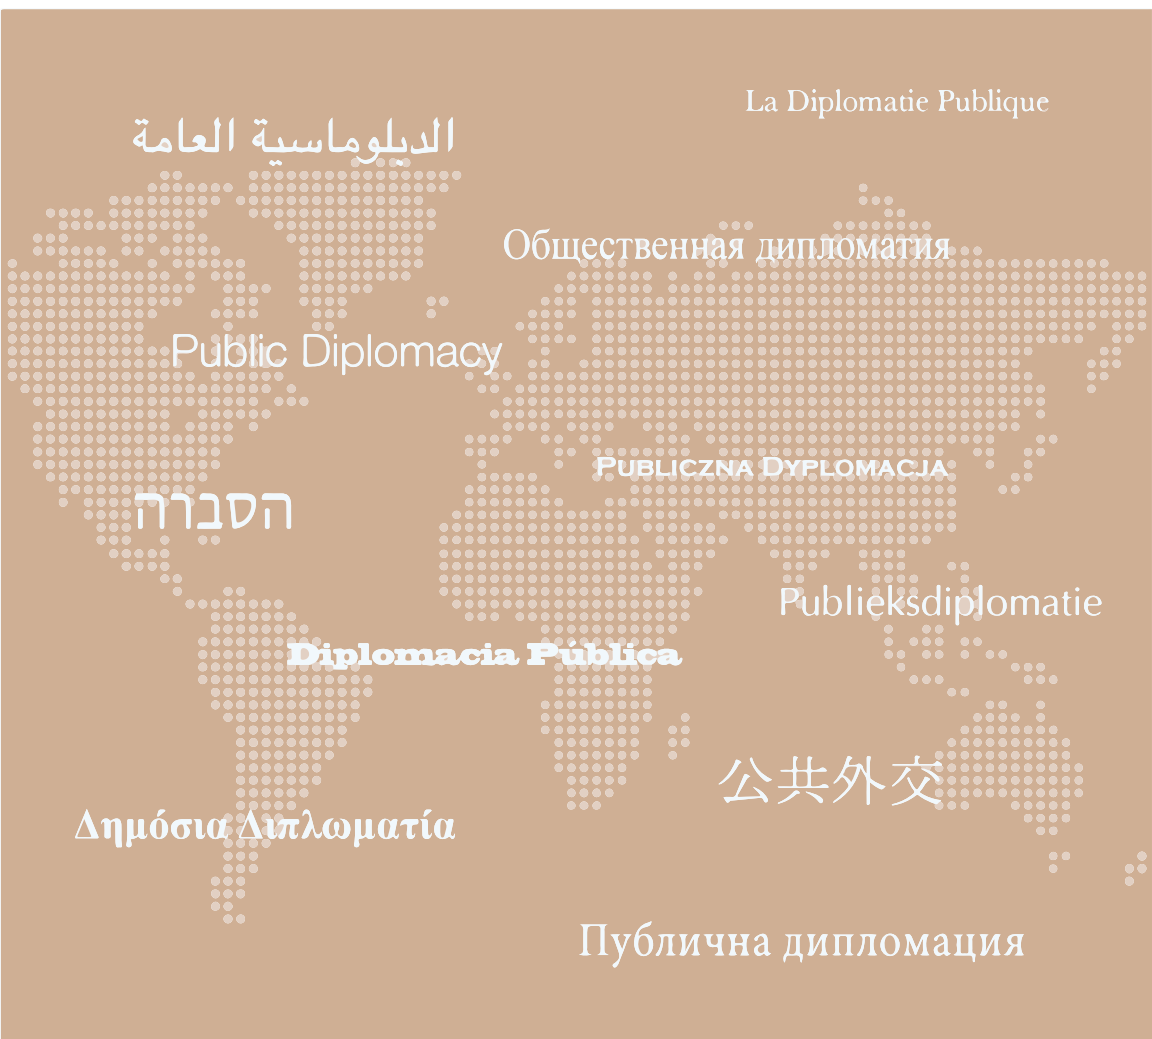 La Diplomatie Publique
الدبلوماسية العامة
Общественная дипломатия
Public Diplomacy
Publiczna Dyplomacja
הסברה
Publieksdiplomatie
Diplomacia Pública
公共外交
Δημόσια Διπλωματία
Публична дипломация